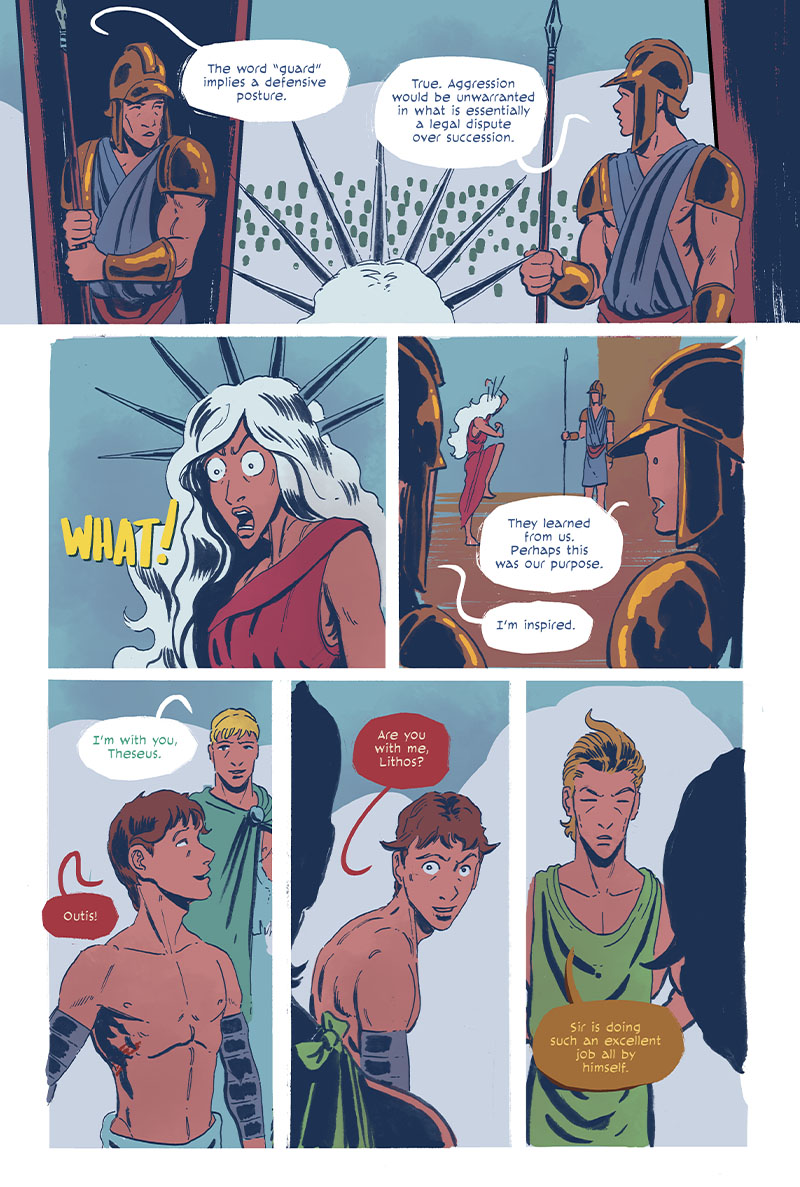 The word "guard"
implies a defensive
posture.
True. Aggression
would be unwarranted
in what is essentially
a legal dispute
over succession.
WHAT!
They learned
from us.
Perhaps this
was our purpose.
I'm inspired.
I'm with you,
Theseus.
Outis!
Are you
with me,
Lithos?
Sir is doing
such an excellent
job all by
himself.